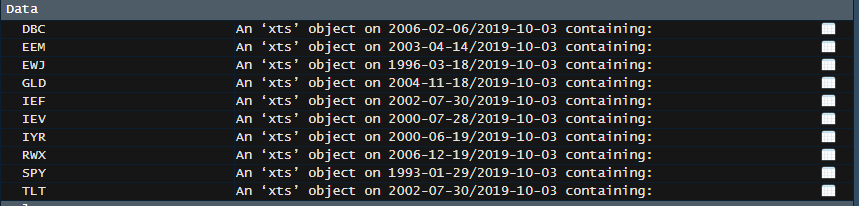 Data
DBC An ‘xts’ object on 2006-02-06/2019-10-03 containing:
EEM An ‘xts’ object on 2003-04-14/2019-10-03 containing:
EWJ An ‘xts’ object on 1996-03-18/2019-10-03 containing:
GLD An ‘xts’ object on 2004-11-18/2019-10-03 containing:
IEF An ‘xts’ object on 2002-07-30/2019-10-03 containing:
IEV An ‘xts’ object on 2000-07-28/2019-10-03 containing:
IYR An ‘xts’ object on 2000-06-19/2019-10-03 containing:
RWX An ‘xts’ object on 2006-12-19/2019-10-03 containing:
SPY An ‘xts’ object on 1993-01-29/2019-10-03 containing:
TLT An ‘xts’ object on 2002-07-30/2019-10-03 containing: